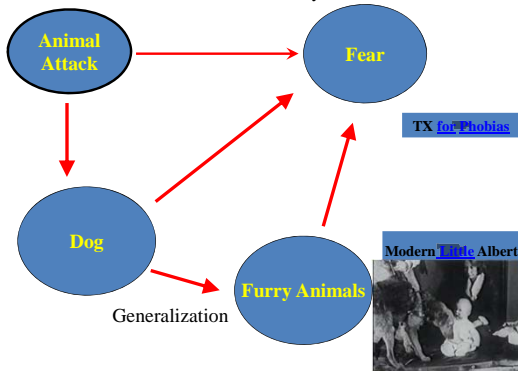 Animal
Attack
Fear
TX for Phobias
Dog
Modern Little Albert
Furry Animals
Generalization